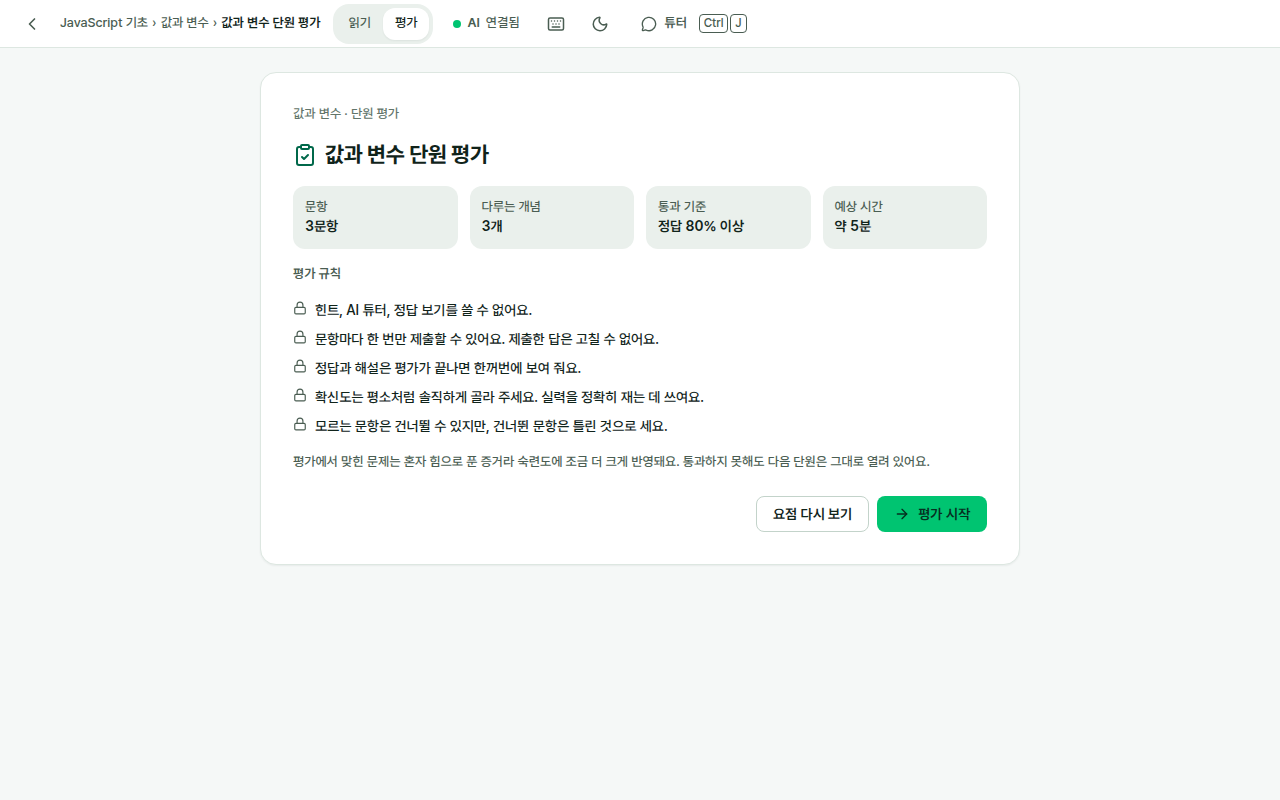 JavaScript 기초 › 값과 변수 › 값과 변수 단원 평가 읽기 평가 AI 연결됨 튜터 Ctrl J
값과 변수 · 단원 평가
값과 변수 단원 평가
문항 다루는 개념 통과 기준 예상 시간
3문항 3개 정답 80% 이상 약 5분
평가 규칙
힌트, AI 튜터, 정답 보기를 쓸 수 없어요.
문항마다 한 번만 제출할 수 있어요. 제출한 답은 고칠 수 없어요.
정답과 해설은 평가가 끝나면 한꺼번에 보여 줘요.
확신도는 평소처럼 솔직하게 골라 주세요. 실력을 정확히 재는 데 쓰여요.
모르는 문항은 건너뛸 수 있지만, 건너뛴 문항은 틀린 것으로 세요.
평가에서 맞힌 문제는 혼자 힘으로 푼 증거라 숙련도에 조금 더 크게 반영돼요. 통과하지 못해도 다음 단원은 그대로 열려 있어요.
요점 다시 보기 평가 시작